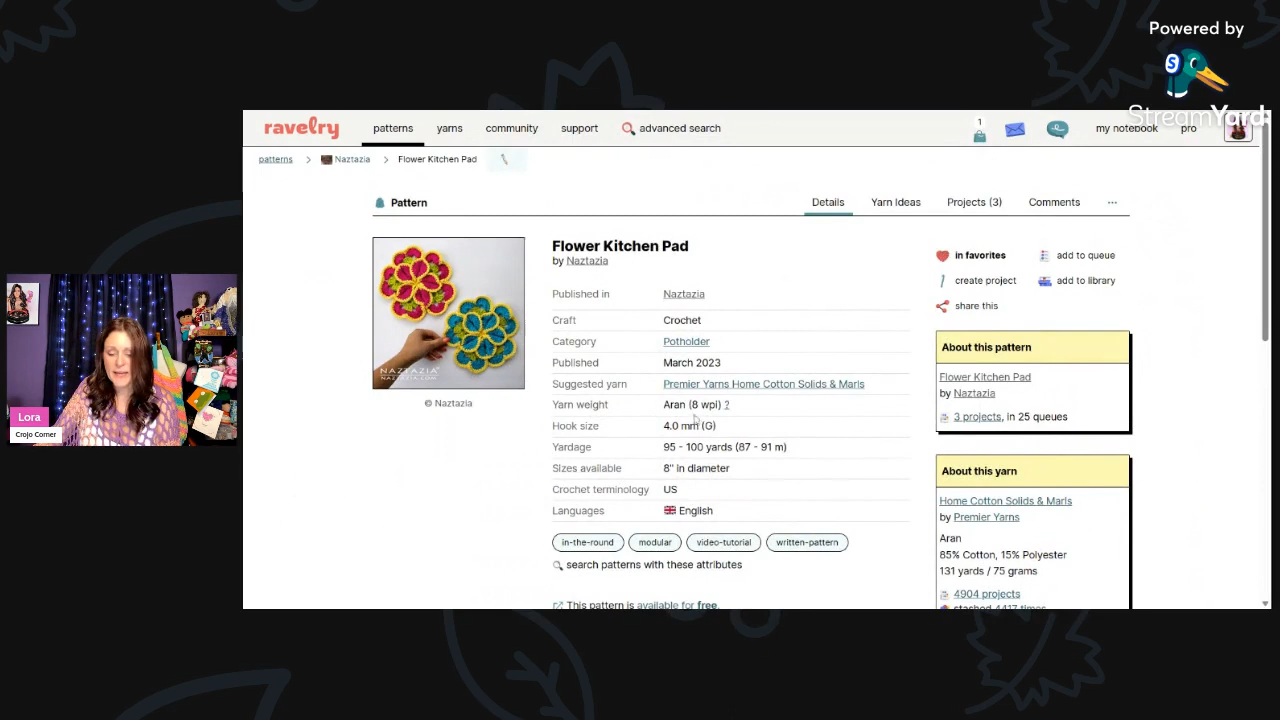 Powered by
StreamYard
ravelry
patterns yarns community support advanced search 1 my notebook pro
patterns > Naztazia > Flower Kitchen Pad
Pattern Details Yarn Ideas Projects (3) Comments ...
NAZTAZIA
NAZTAZIA.COM
© Naztazia
Flower Kitchen Pad
by Naztazia
Published in Naztazia
Craft Crochet
Category Potholder
Published March 2023
Suggested yarn Premier Yarns Home Cotton Solids & Marls
Yarn weight Aran (8 wpi) ?
Hook size 4.0 mm (G)
Yardage 95 - 100 yards (87 - 91 m)
Sizes available 8" in diameter
Crochet terminology US
Languages English
in-the-round modular video-tutorial written-pattern
search patterns with these attributes
This pattern is available for free.
in favorites add to queue
create project add to library
share this
About this pattern
Flower Kitchen Pad
by Naztazia
3 projects, in 25 queues
About this yarn
Home Cotton Solids & Marls
by Premier Yarns
Aran
85% Cotton, 15% Polyester
131 yards / 75 grams
4904 projects
stashed 4417 times
Lora
Crojo Corner